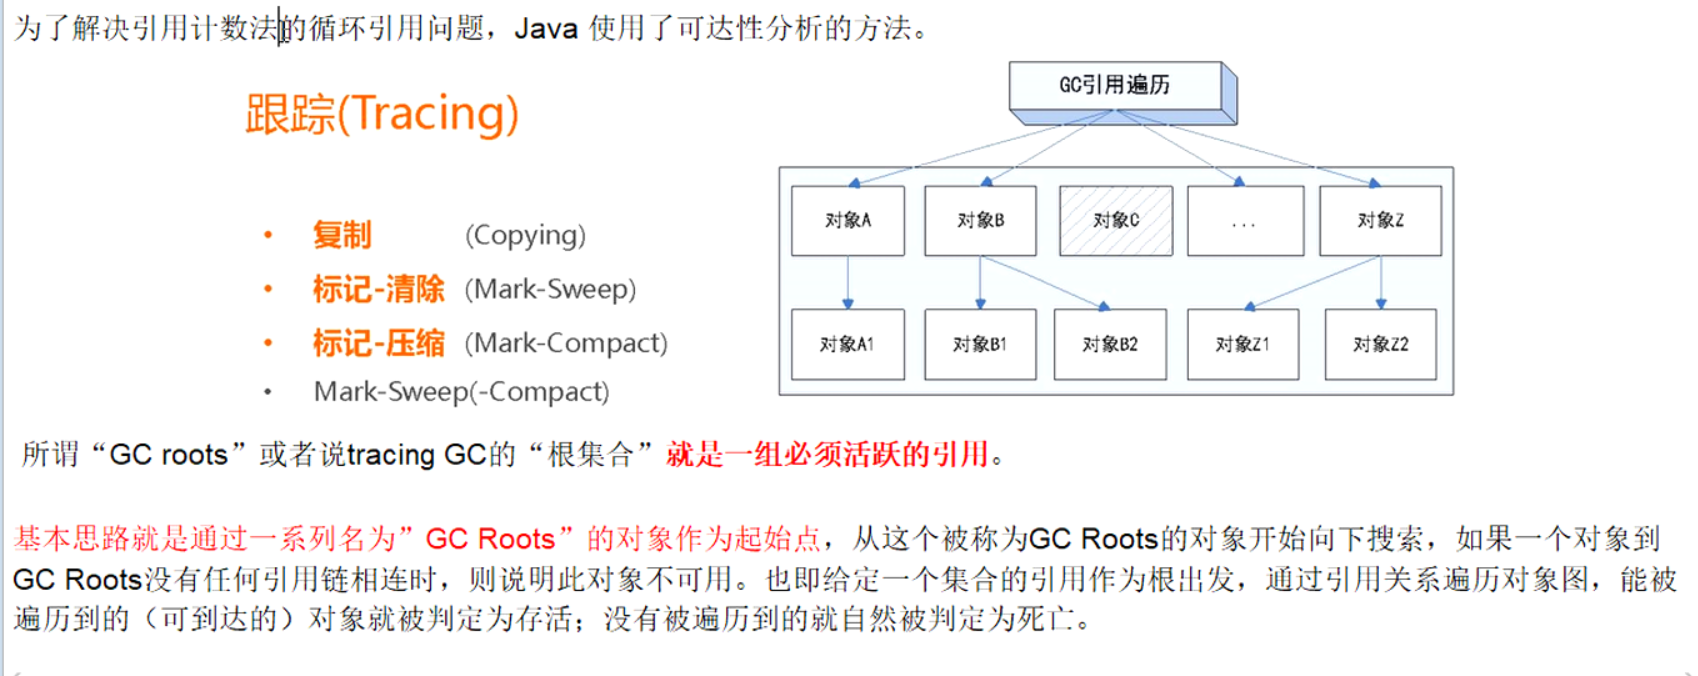 为了解决引用计数法的循环引用问题，Java 使用了可达性分析的方法。
跟踪(Tracing)
• 复制 (Copying)
• 标记-清除 (Mark-Sweep)
• 标记-压缩 (Mark-Compact)
• Mark-Sweep(-Compact)
GC引用遍历
对象A 对象B 对象C ... 对象Z
对象A1 对象B1 对象B2 对象Z1 对象Z2
所谓“GC roots”或者说tracing GC的“根集合”就是一组必须活跃的引用。
基本思路就是通过一系列名为”GC Roots”的对象作为起始点，从这个被称为GC Roots的对象开始向下搜索，如果一个对象到
GC Roots没有任何引用链相连时，则说明此对象不可用。也即给定一个集合的引用作为根出发，通过引用关系遍历对象图，能被
遍历到的（可到达的）对象就被判定为存活；没有被遍历到的就自然被判定为死亡。